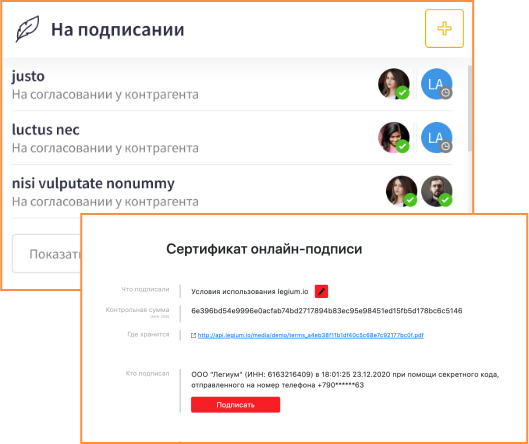 На подписании
justo
На согласовании у контрагента
LA
luctus nec
На согласовании у контрагента
LA
nisi vulputate nonummy
На согласовании у контрагента
Показать
Сертификат онлайн-подписи
Что подписали
Условия использования legium.io
Контрольная сумма
6e396bd54e9996e0acfab74bd2717894b83ec95e98451ed15fb5d178bc6c5146
Где хранится
http://api.legium.io/media/demo/terms_a4eb38f11b1df40c5c68e7c92177bc0f.pdf
Кто подписал
ООО "Легиум" (ИНН: 6163216409) в 18:01:25 23.12.2020 при помощи секретного кода,
отправленного на номер телефона +790******63
Подписать